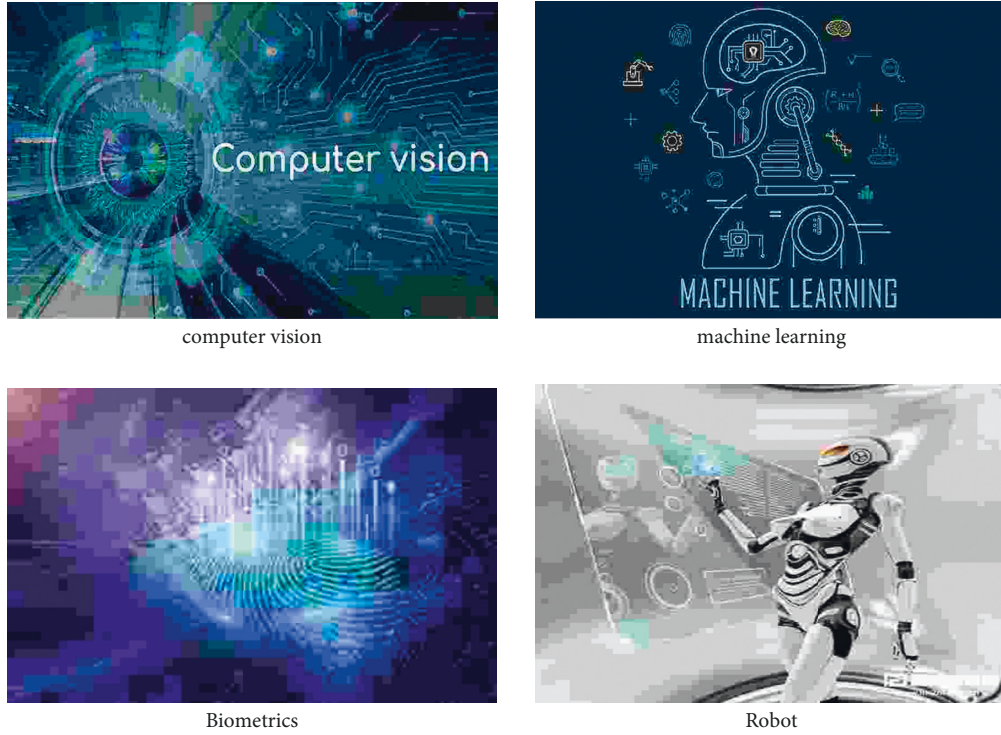 Computer vision
MACHINE LEARNING
computer vision
machine learning
Biometrics
Robot